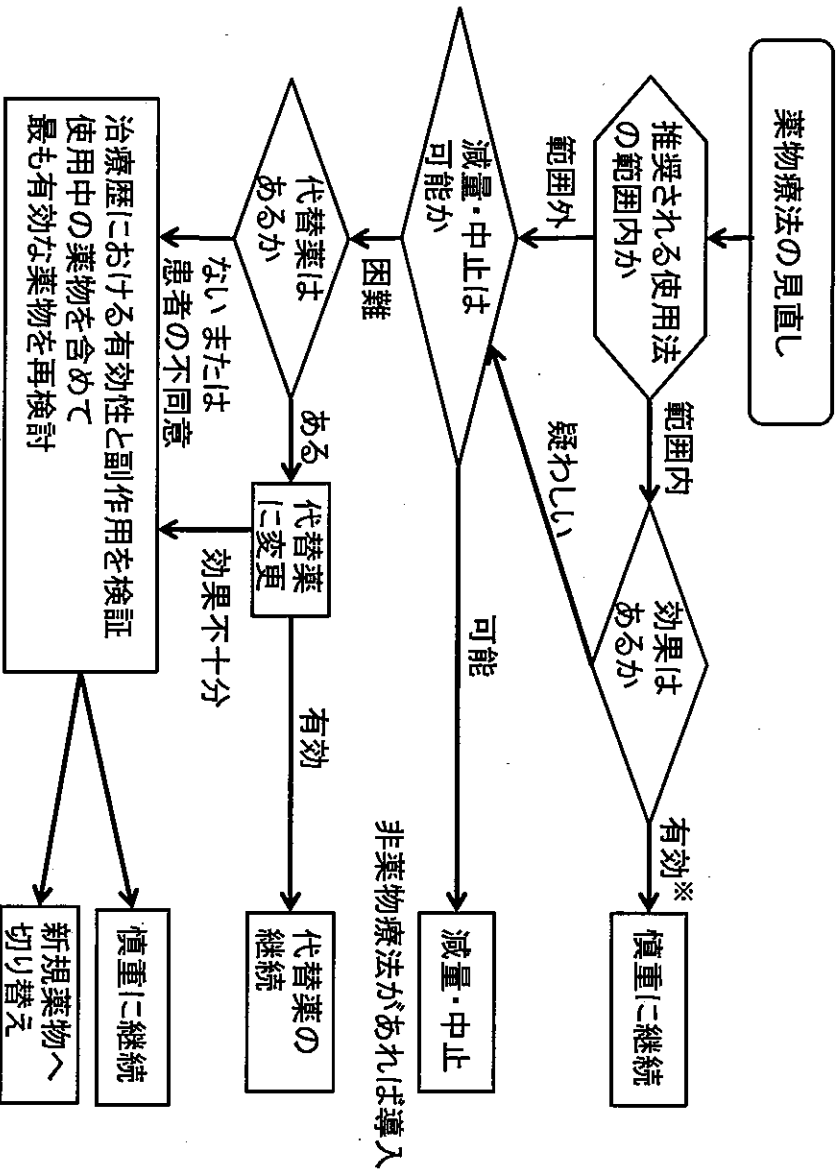 薬物療法の見直し
推奨される使用法
の範囲内か
範囲内
効果は
あるか
有効※
慎重に継続
範囲外
疑わしい
減量・中止は
可能か
可能
減量・中止
非薬物療法があれば導入
困難
代替薬は
あるか
ある
代替薬
に変更
有効
代替薬の
継続
ないまたは
患者の不同意
効果不十分
治療歴における有効性と副作用を検証
使用中の薬物を含めて
最も有効な薬物を再検討
慎重に継続
新規薬物へ
切り替え